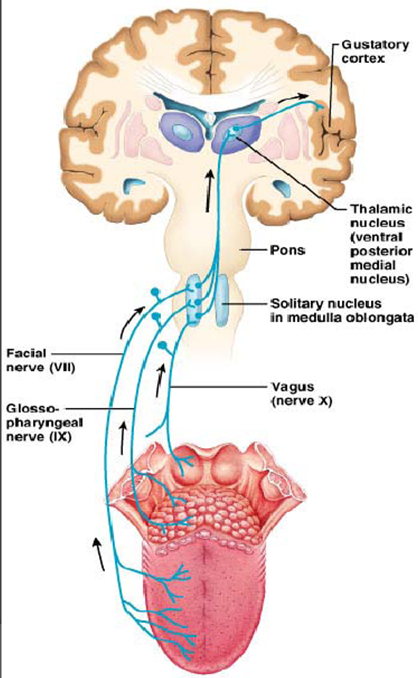 Gustatory
cortex
Thalamic
nucleus
(ventral
posterior
medial
nucleus)
Pons
Solitary nucleus
in medulla oblongata
Facial
nerve (VII)
Vagus
(nerve X)
Glosso-
pharyngeal
nerve (IX)